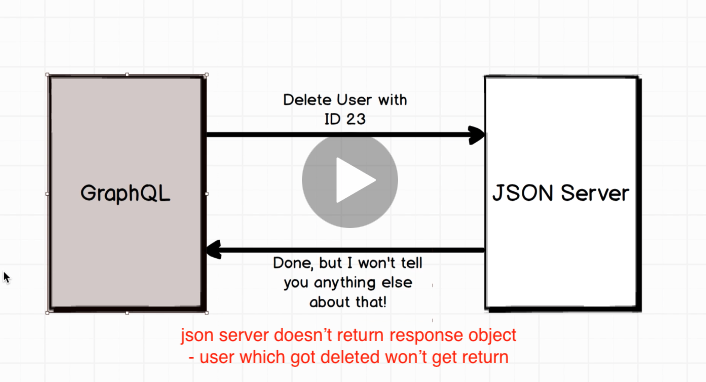 Delete User with
ID 23
GraphQL
JSON Server
Done, but I won't tell
you anything else
about that!
json server doesn't return response object
- user which got deleted won't get return